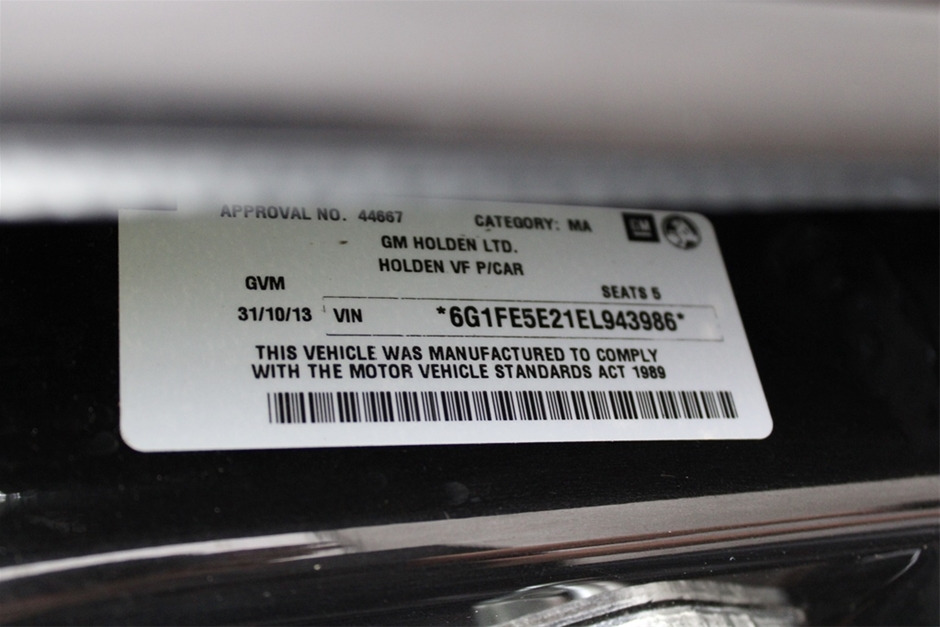 APPROVAL NO. 44667 CATEGORY: MA GM
GM HOLDEN LTD.
HOLDEN VF P/CAR
GVM SEATS 5
31/10/13 VIN *6G1FE5E21EL943986*
THIS VEHICLE WAS MANUFACTURED TO COMPLY
WITH THE MOTOR VEHICLE STANDARDS ACT 1989